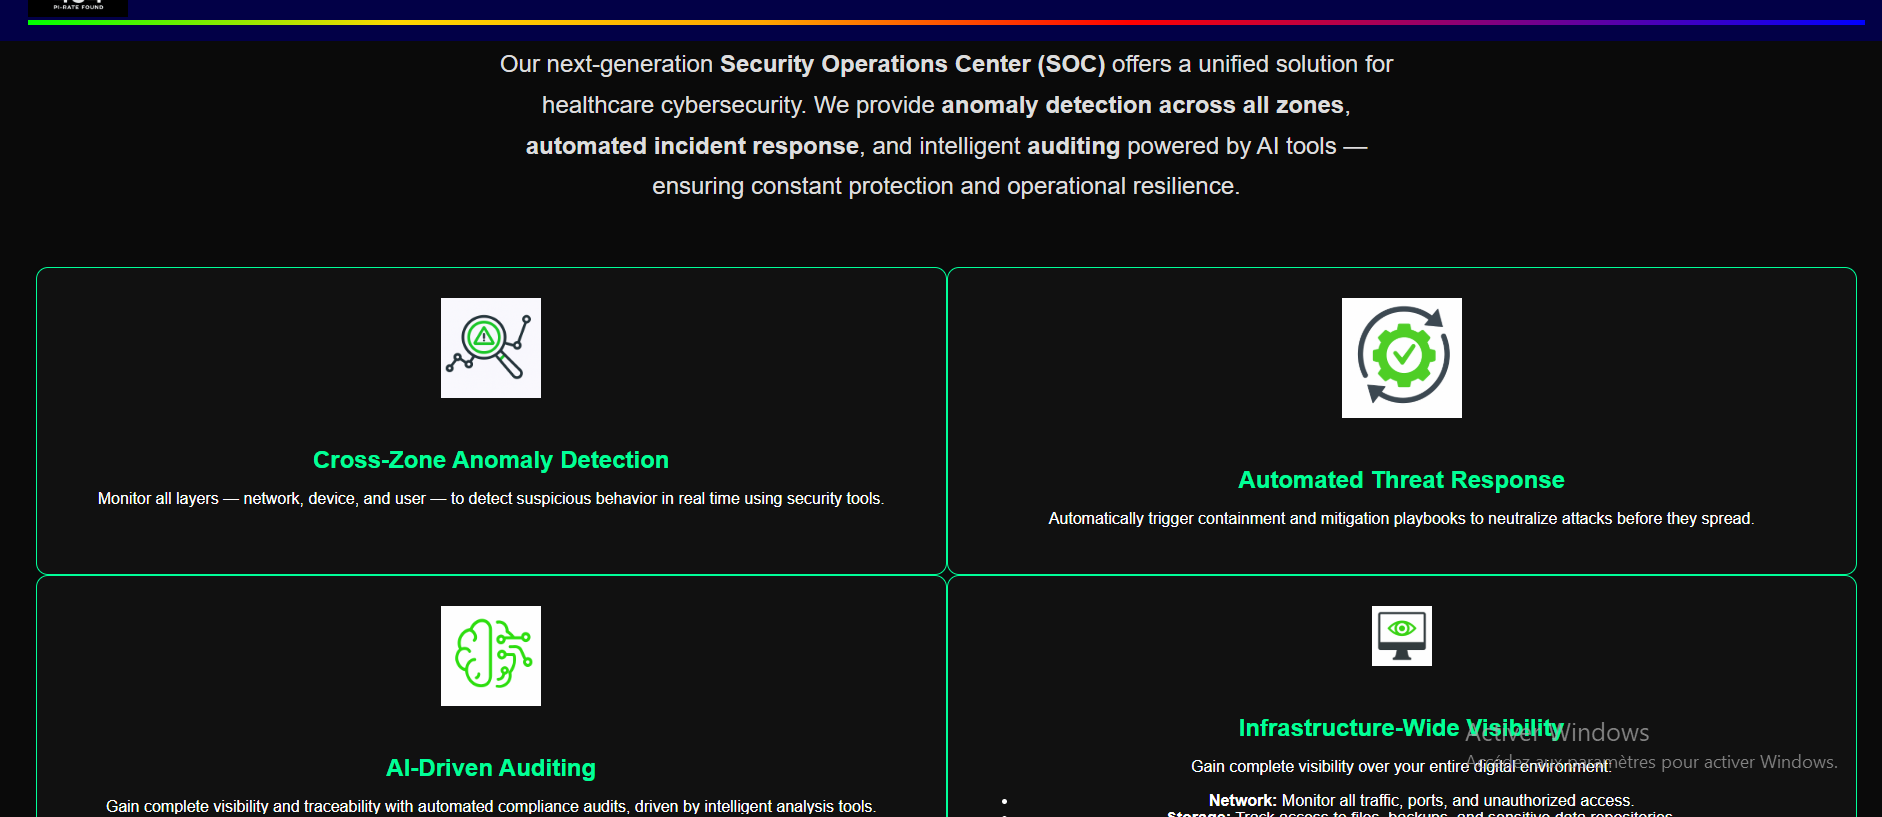 PI-RATE FOUND
Our next-generation Security Operations Center (SOC) offers a unified solution for
healthcare cybersecurity. We provide anomaly detection across all zones,
automated incident response, and intelligent auditing powered by AI tools —
ensuring constant protection and operational resilience.
Cross-Zone Anomaly Detection
Monitor all layers — network, device, and user — to detect suspicious behavior in real time using security tools.
Automated Threat Response
Automatically trigger containment and mitigation playbooks to neutralize attacks before they spread.
AI-Driven Auditing
Gain complete visibility and traceability with automated compliance audits, driven by intelligent analysis tools.
Infrastructure-Wide Visibility
Gain complete visibility over your entire digital environment:
• Network: Monitor all traffic, ports, and unauthorized access.
• Storage: Track access to files, backups, and sensitive data repositories.
Activer Windows
Accédez aux paramètres pour activer Windows.